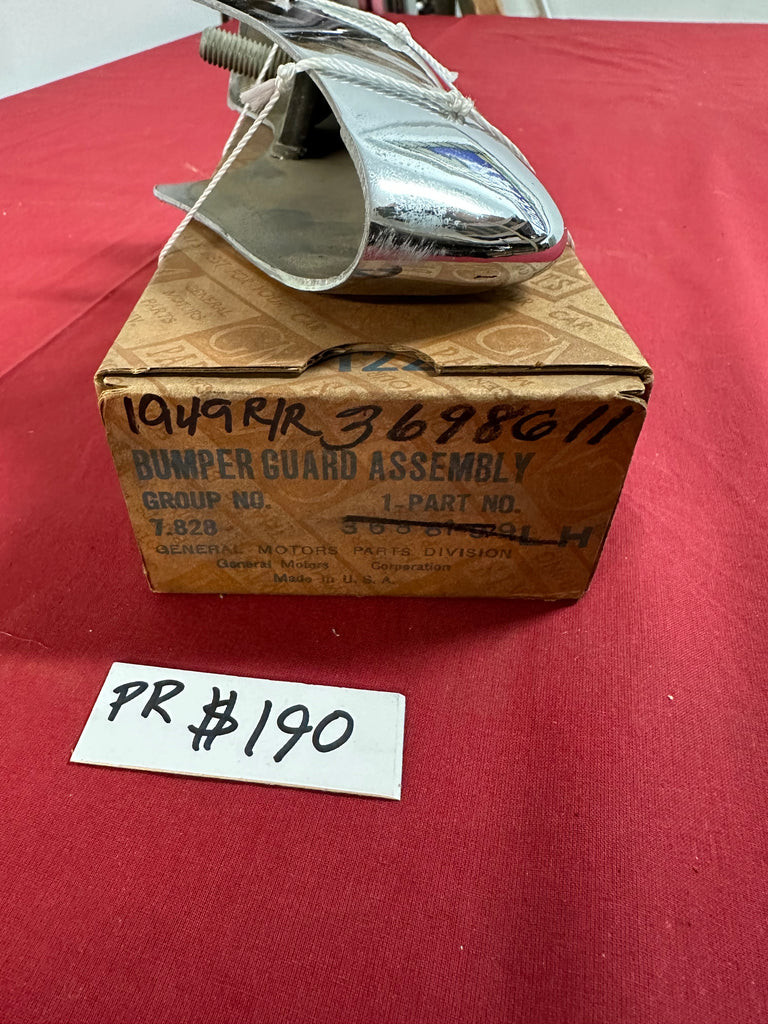 122
1949 R/R 3698611
BUMPER GUARD ASSEMBLY
GROUP NO. 1-PART NO.
7.828 L H
GENERAL MOTORS PARTS DIVISION
General Motors Corporation
Made in U. S. A.
PR $190